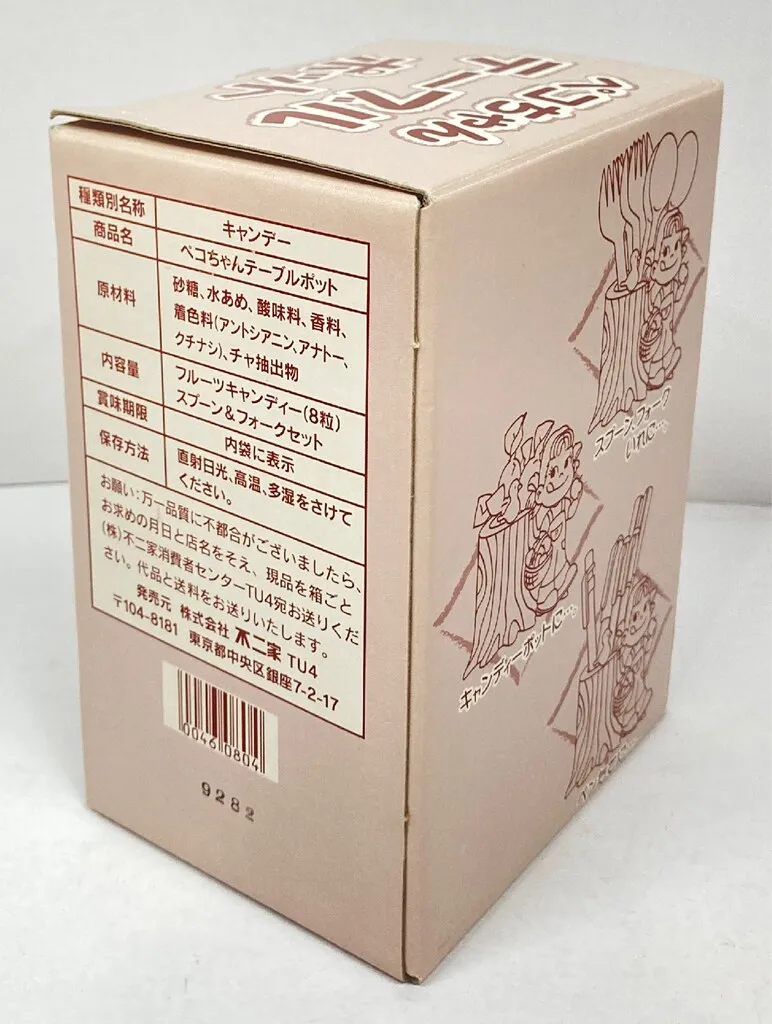 ペコちゃん
テーブル
ポット
種類別名称 キャンデー
商品名 ペコちゃんテーブルポット
原材料 砂糖、水あめ、酸味料、香料、
着色料(アントシアニン、アナトー、
クチナシ)、チャ抽出物
内容量 フルーツキャンディー(8粒)
スプーン&フォークセット
賞味期限 内袋に表示
保存方法 直射日光、高温、多湿をさけて
ください。
お願い:万一品質に不都合がございましたら、
お求めの月日と店名をそえ、現品を箱ごと
(株)不二家消費者センターTU4宛お送りくだ
さい。代品と送料をお送りいたします。
発売元 株式会社 不二家 TU4
〒104-8181 東京都中央区銀座7-2-17
00460804
9282
スプーン、フォーク
いれに…。
キャンディーポットに…。